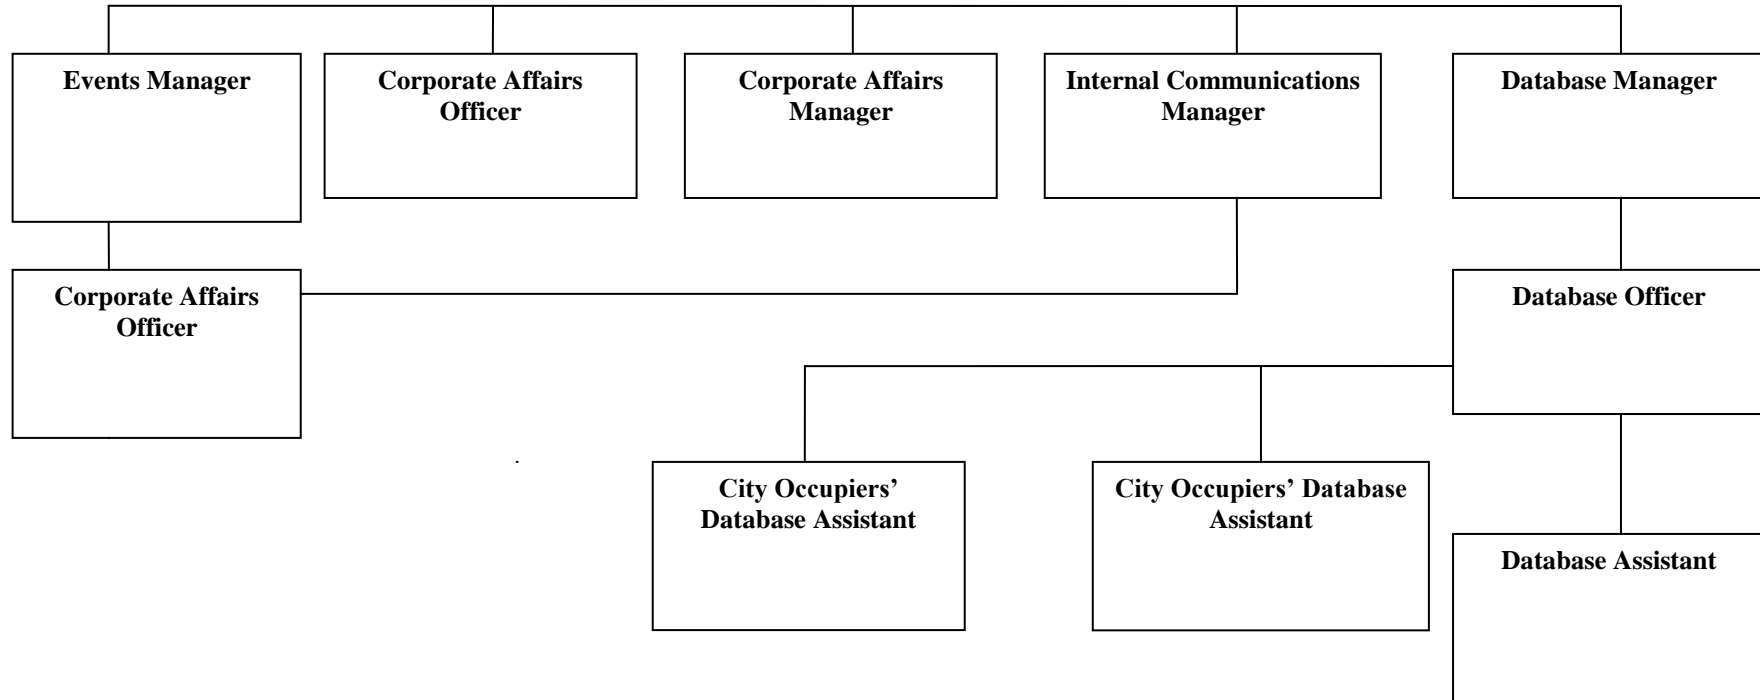 Events Manager
Corporate Affairs
Officer
Corporate Affairs
Manager
Internal Communications
Manager
Database Manager
Corporate Affairs
Officer
Database Officer
City Occupiers’
Database Assistant
City Occupiers’ Database
Assistant
Database Assistant